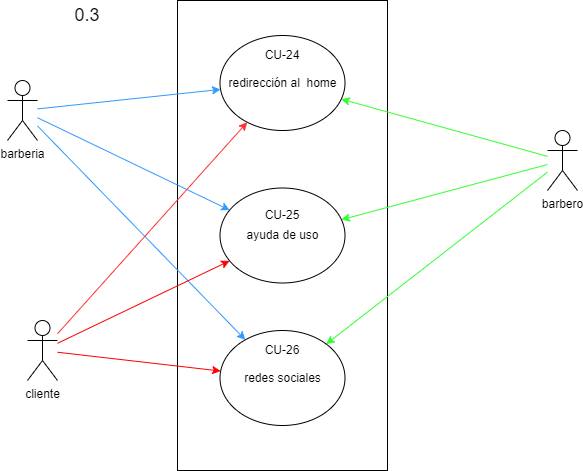 0.3
CU-24
redirección al home
barberia
barbero
CU-25
ayuda de uso
CU-26
redes sociales
cliente